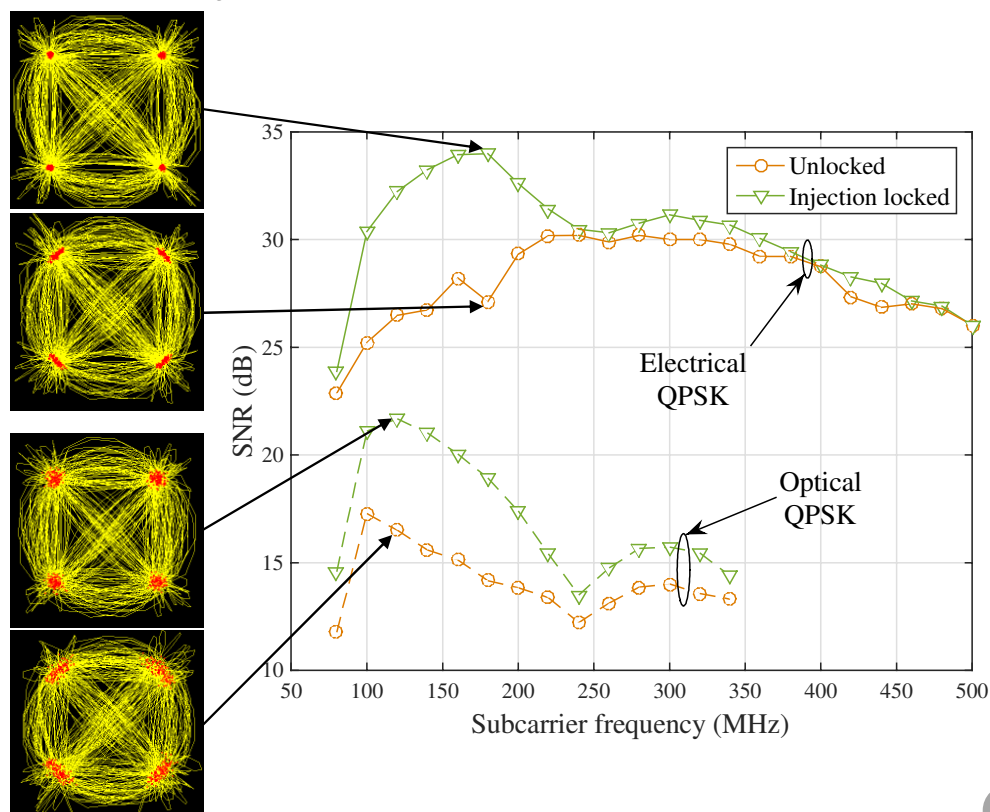 35
30
25
20
15
10
SNR (dB)
Unlocked
Injection locked
Electrical
QPSK
Optical
QPSK
50 100 150 200 250 300 350 400 450 500
Subcarrier frequency (MHz)